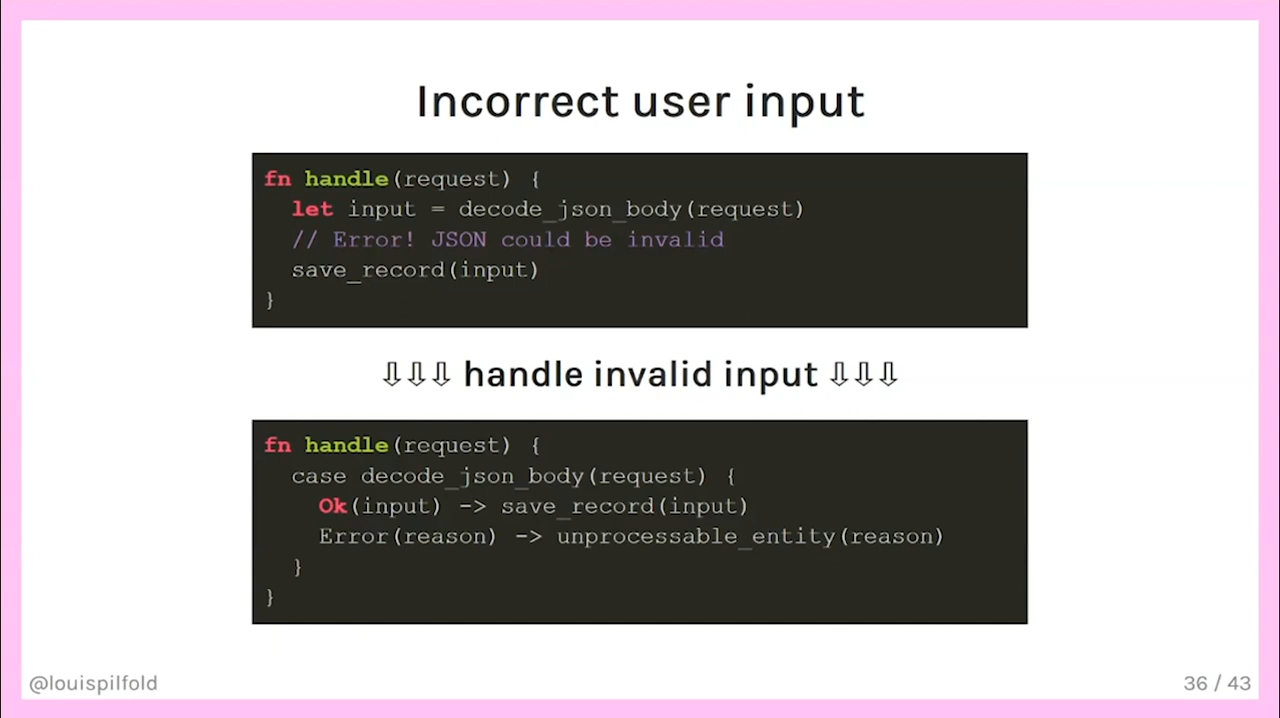 Incorrect user input
fn handle(request) {
  let input = decode_json_body(request)
  // Error! JSON could be invalid
  save_record(input)
}
⇩⇩⇩ handle invalid input ⇩⇩⇩
fn handle(request) {
  case decode_json_body(request) {
    Ok(input) -> save_record(input)
    Error(reason) -> unprocessable_entity(reason)
  }
}
@louispilfold
36 / 43